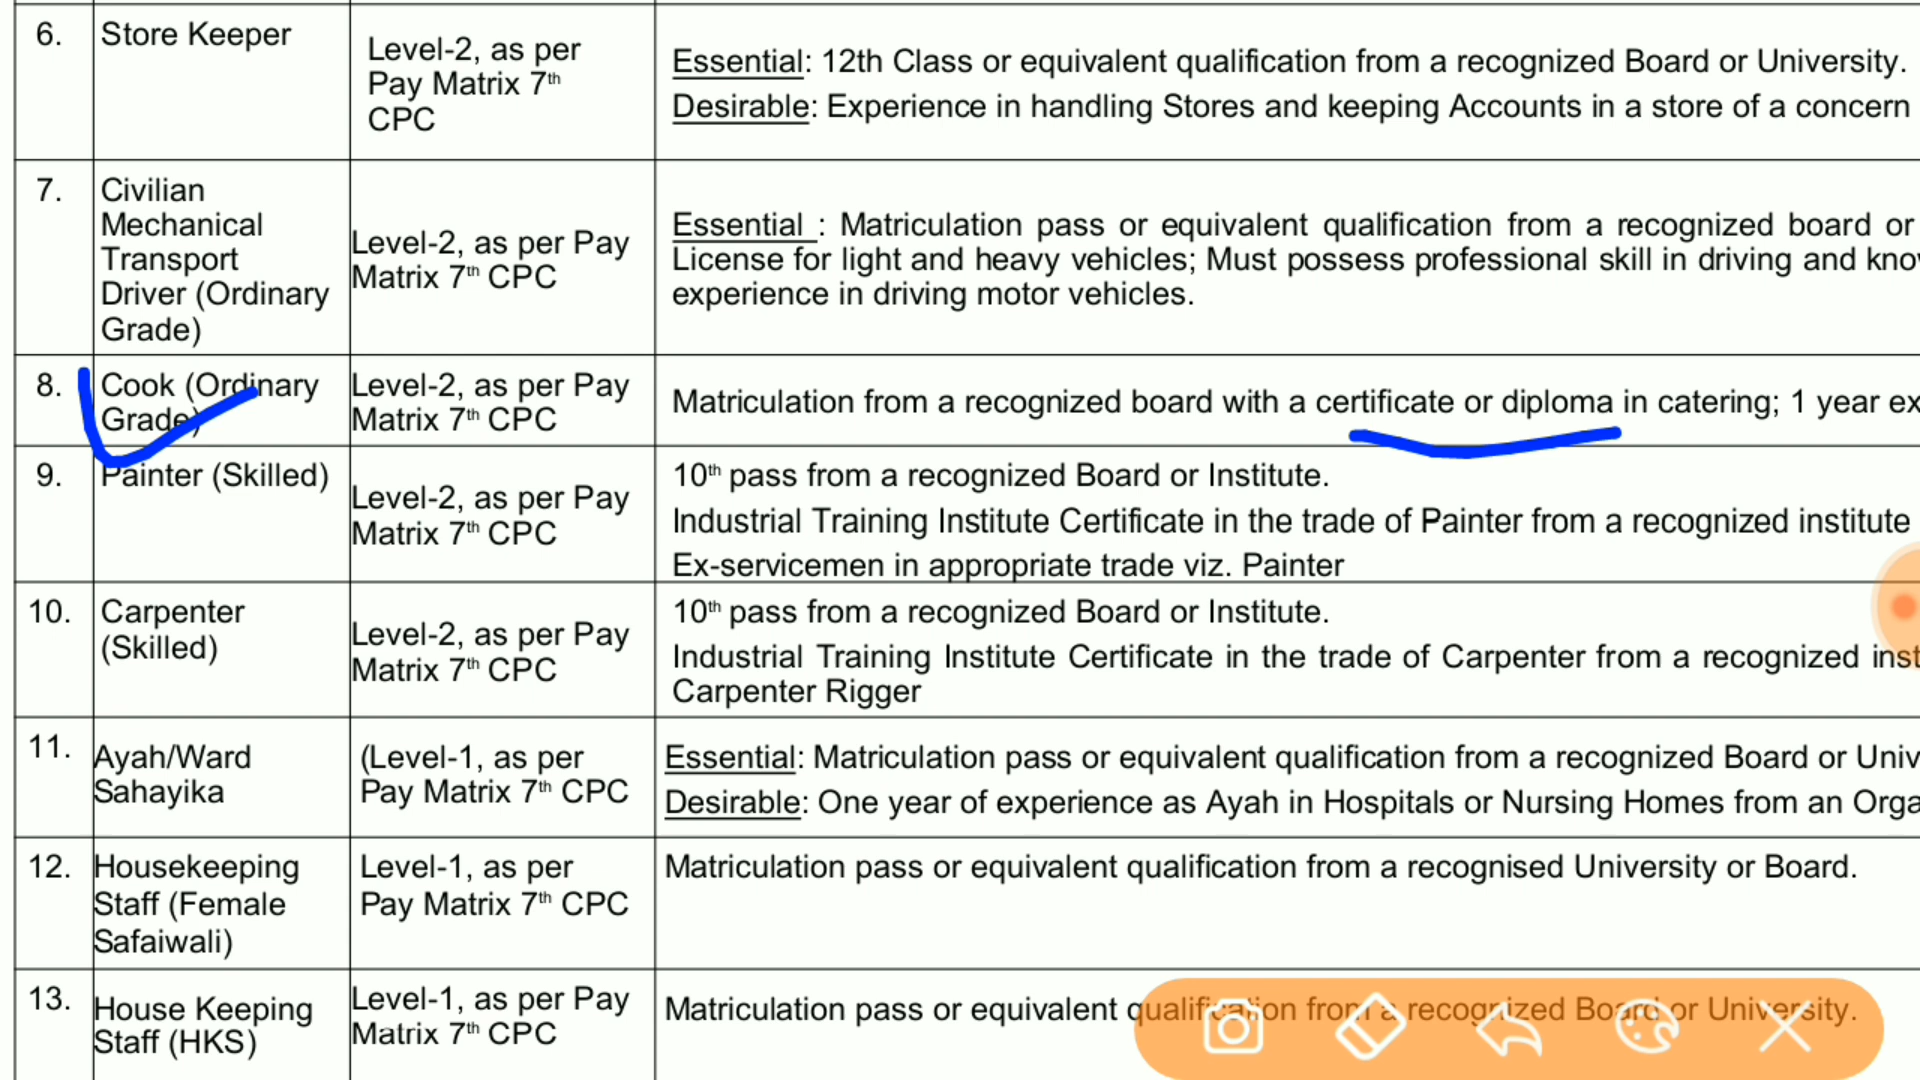 6.
Store Keeper
Level-2, as per
Pay Matrix 7th
CPC
Essential: 12th Class or equivalent qualification from a recognized Board or University.
Desirable: Experience in handling Stores and keeping Accounts in a store of a concern
7.
Civilian
Mechanical
Transport
Driver (Ordinary
Grade)
Level-2, as per Pay
Matrix 7th CPC
Essential : Matriculation pass or equivalent qualification from a recognized board or
License for light and heavy vehicles; Must possess professional skill in driving and
experience in driving motor vehicles.
8.
Cook (Ordinary
Grade)
Level-2, as per Pay
Matrix 7th CPC
Matriculation from a recognized board with a certificate or diploma in catering; 1 year
9.
Painter (Skilled)
Level-2, as per Pay
Matrix 7th CPC
10th pass from a recognized Board or Institute.
Industrial Training Institute Certificate in the trade of Painter from a recognized institute
Ex-servicemen in appropriate trade viz. Painter
10.
Carpenter
(Skilled)
Level-2, as per Pay
Matrix 7th CPC
10th pass from a recognized Board or Institute.
Industrial Training Institute Certificate in the trade of Carpenter from a recognized
Carpenter Rigger
11.
Ayah/Ward
Sahayika
(Level-1, as per
Pay Matrix 7th CPC
Essential: Matriculation pass or equivalent qualification from a recognized Board or
Desirable: One year of experience as Ayah in Hospitals or Nursing Homes from an
12.
Housekeeping
Staff (Female
Safaiwali)
Level-1, as per
Pay Matrix 7th CPC
Matriculation pass or equivalent qualification from a recognised University or Board.
13.
House Keeping
Staff (HKS)
Level-1, as per Pay
Matrix 7th CPC
Matriculation pass or equivalent qualification from a recognized Board or University.